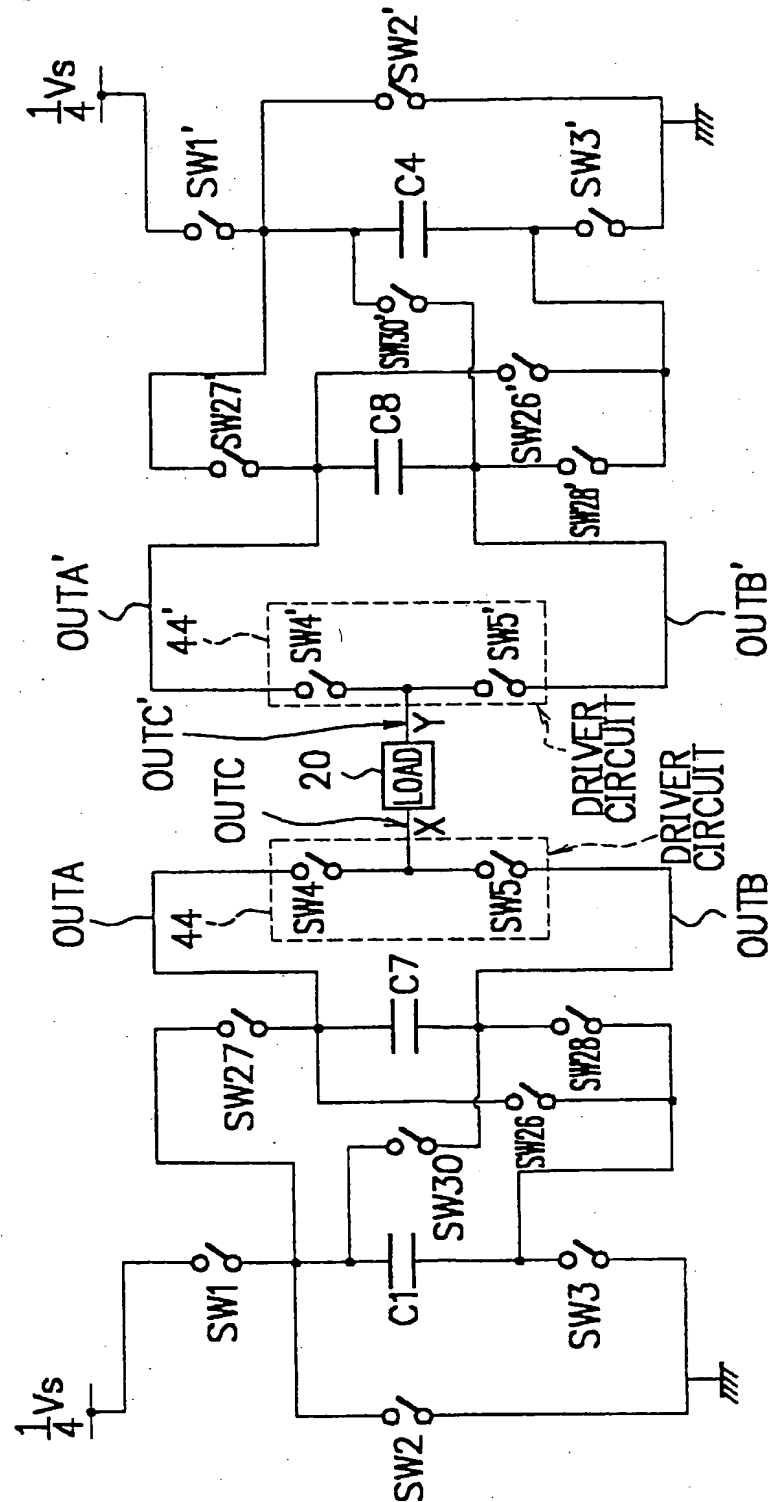 1/4 Vs
SW1
SW2
SW3
C1
SW30
SW27
SW26
SW28
C7
OUTA
OUTB
44
SW4
SW5
DRIVER
CIRCUIT
OUTC
X
20
LOAD
Y
OUTC'
44'
SW4'
SW5'
DRIVER
CIRCUIT
OUTA'
OUTB'
SW27'
C8
SW28'
SW26'
SW30'
C4
SW1'
SW2'
SW3'
1/4 Vs